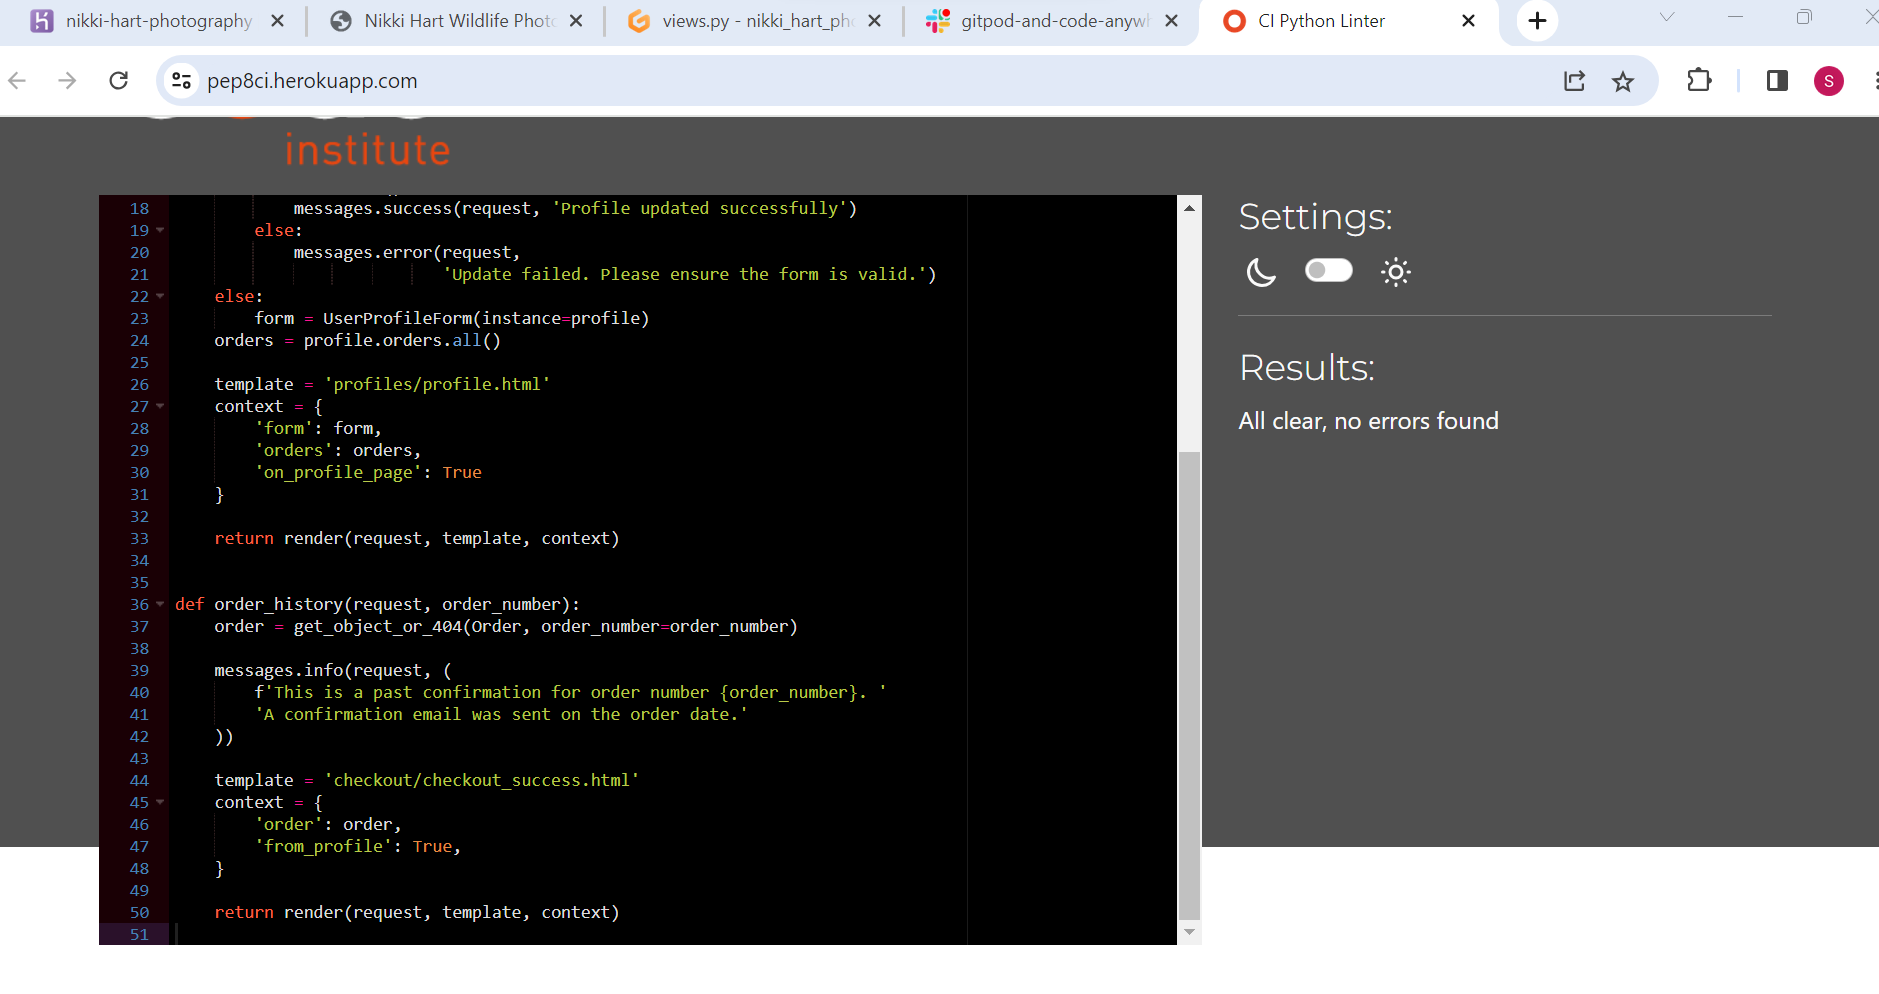 nikki-hart-photography
Nikki Hart Wildlife Photo
views.py - nikki_hart_pho
gitpod-and-code-anywh
CI Python Linter
pep8ci.herokuapp.com
S
institute
18 messages.success(request, 'Profile updated successfully')
19 else:
20 messages.error(request,
21 'Update failed. Please ensure the form is valid.')
22 else:
23 form = UserProfileForm(instance=profile)
24 orders = profile.orders.all()
25
26 template = 'profiles/profile.html'
27 context = {
28 'form': form,
29 'orders': orders,
30 'on_profile_page': True
31 }
32
33 return render(request, template, context)
34
35
36 def order_history(request, order_number):
37 order = get_object_or_404(Order, order_number=order_number)
38
39 messages.info(request, (
40 f'This is a past confirmation for order number {order_number}. '
41 'A confirmation email was sent on the order date.'
42 ))
43
44 template = 'checkout/checkout_success.html'
45 context = {
46 'order': order,
47 'from_profile': True,
48 }
49
50 return render(request, template, context)
51
Settings:
Results:
All clear, no errors found